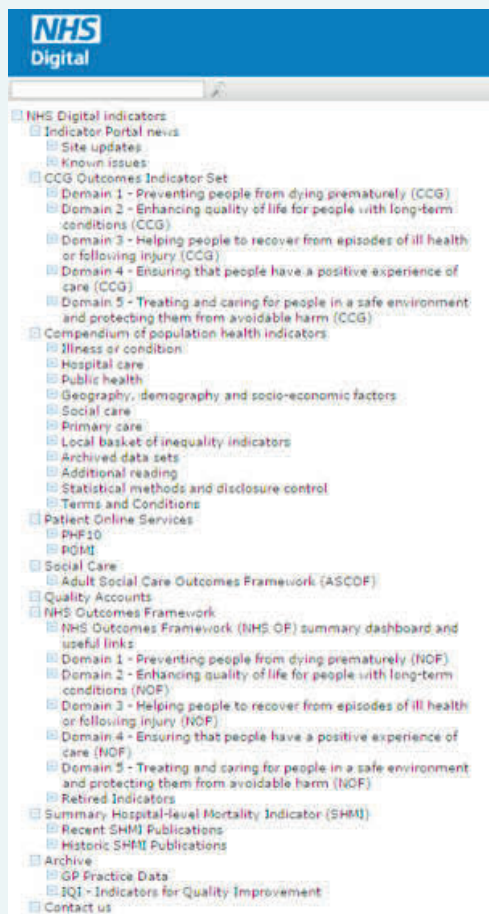 NHS
Digital
NHS Digital indicators
Indicator Portal news
Site updates
Known issues
CCG Outcomes Indicator Set
Domain 1 - Preventing people from dying prematurely (CCG)
Domain 2 - Enhancing quality of life for people with long-term
conditions (CCG)
Domain 3 - Helping people to recover from episodes of ill health
or following injury (CCG)
Domain 4 - Ensuring that people have a positive experience of
care (CCG)
Domain 5 - Treating and caring for people in a safe environment
and protecting them from avoidable harm (CCG)
Compendium of population health indicators
Illness or condition
Hospital care
Public health
Geography, demography and socio-economic factors
Social care
Primary care
Local basket of inequality indicators
Archived data sets
Additional reading
Statistical methods and disclosure control
Terms and Conditions
Patient Online Services
PHF10
POMI
Social Care
Adult Social Care Outcomes Framework (ASCOF)
Quality Accounts
NHS Outcomes Framework
NHS Outcomes Framework (NHS OF) summary dashboard and
useful links
Domain 1 - Preventing people from dying prematurely (NOF)
Domain 2 - Enhancing quality of life for people with long-term
conditions (NOF)
Domain 3 - Helping people to recover from episodes of ill health
or following injury (NOF)
Domain 4 - Ensuring that people have a positive experience of
care (NOF)
Domain 5 - Treating and caring for people in a safe environment
and protecting them from avoidable harm (NOF)
Retired Indicators
Summary Hospital-level Mortality Indicator (SHMI)
Recent SHMI Publications
Historic SHMI Publications
Archive
GP Practice Data
IQI - Indicators for Quality Improvement
Contact us